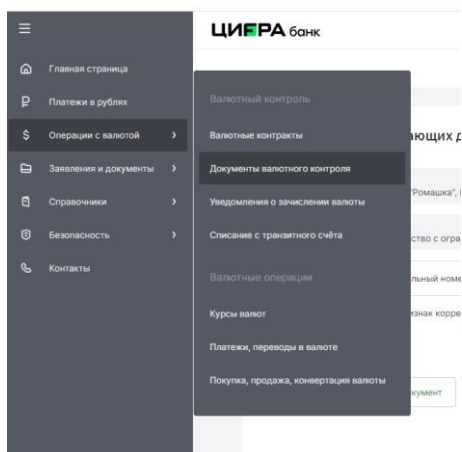 ЦИФРА банк
Главная страница
Платежи в рублях
Операции с валютой
Заявления и документы
Справочники
Безопасность
Контакты
Валютный контроль
Валютные контракты
Документы валютного контроля
Уведомления о зачислении валюты
Списание с транзитного счёта
Валютные операции
Курсы валют
Платежи, переводы в валюте
Покупка, продажа, конвертация валюты
ющих д
"Ромашка",
ство с огра
льный номе
изнак корре
кумент